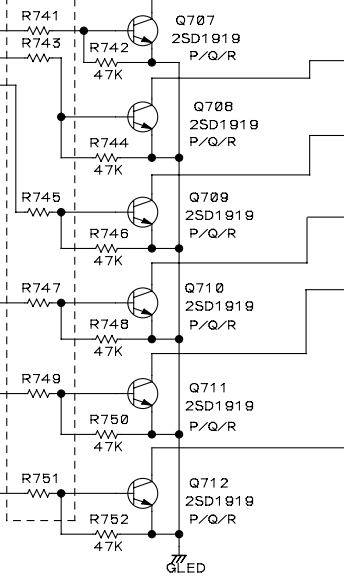 R741
Q707
2SD1919
P/Q/R
R743
R742
47K
Q708
2SD1919
P/Q/R
R744
47K
R745
Q709
2SD1919
P/Q/R
R746
47K
R747
Q710
2SD1919
P/Q/R
R748
47K
R749
Q711
2SD1919
P/Q/R
R750
47K
R751
Q712
2SD1919
P/Q/R
R752
47K
GLED